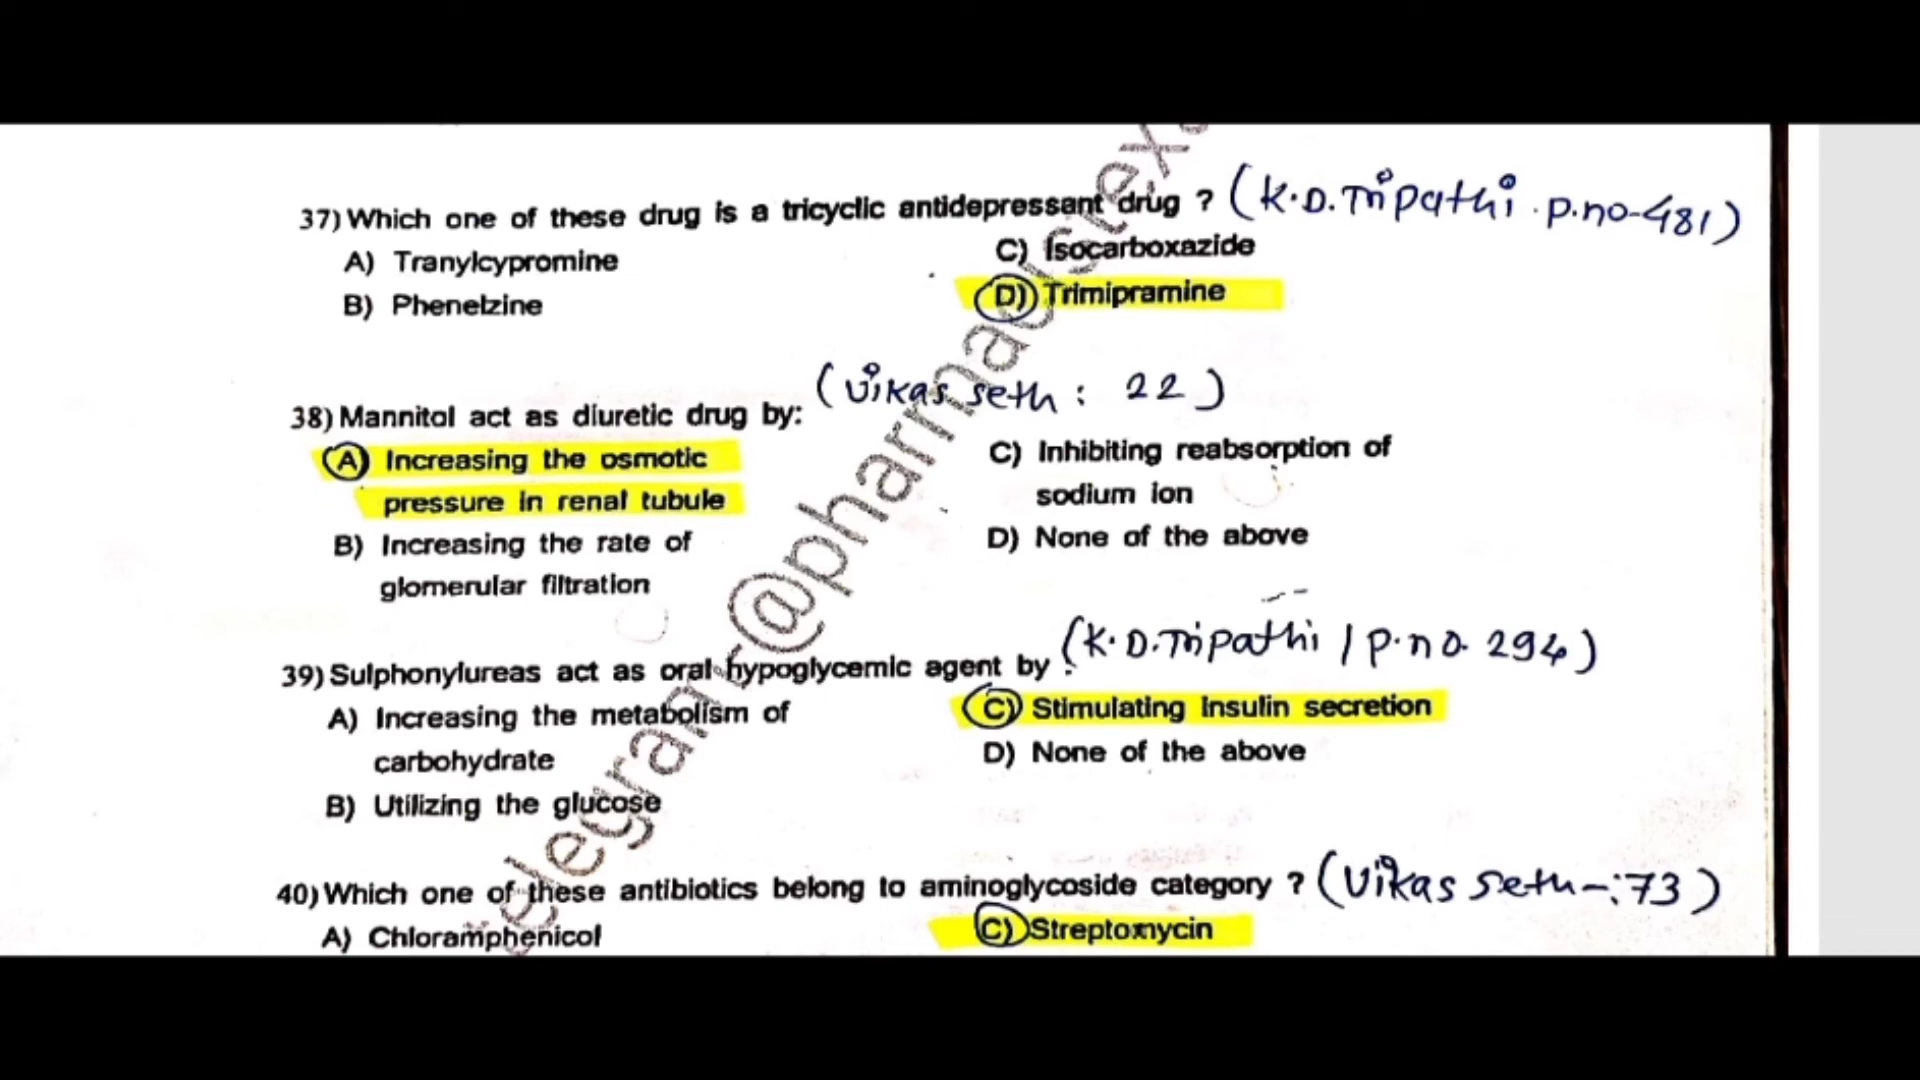 37) Which one of these drug is a tricyclic antidepressant drug ? (K.D.Tripathi . p.no-481)
A) Tranylcypromine
B) Phenelzine
C) Isocarboxazide
D) Trimipramine
38) Mannitol act as diuretic drug by: (Vikas seth : 22)
A) Increasing the osmotic
pressure in renal tubule
B) Increasing the rate of
glomerular filtration
C) Inhibiting reabsorption of
sodium ion
D) None of the above
39) Sulphonylureas act as oral hypoglycemic agent by ? (K.D.Tripathi / p.no. 294)
A) Increasing the metabolism of
carbohydrate
B) Utilizing the glucose
C) Stimulating insulin secretion
D) None of the above
40) Which one of these antibiotics belong to aminoglycoside category ? (Vikas Seth-:73)
A) Chloramphenicol
C) Streptomycin